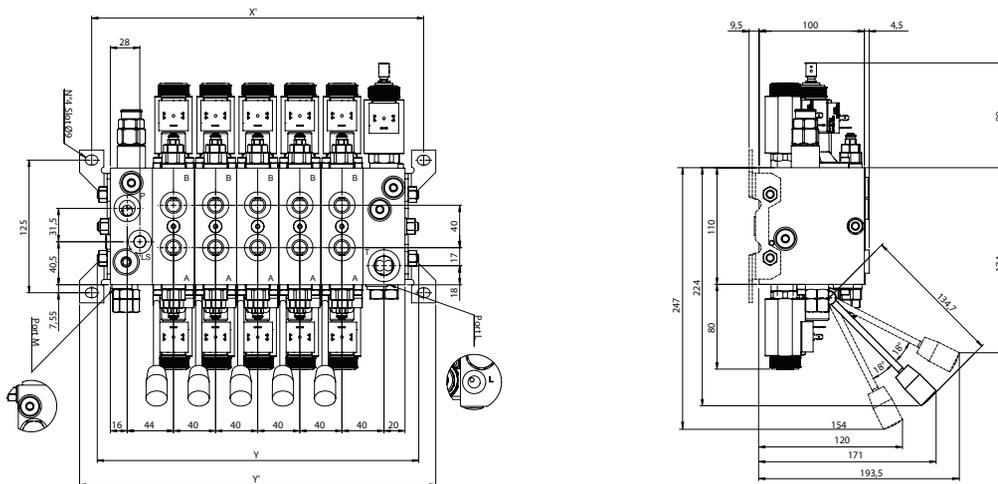 X'
28
N°4 Slot Ø9
125
31,5
40,5
7,55
P
LS
B B B B B
A A A A A
T
40
17
18
Port M
Port L
L
16 44 40 40 40 40 40 20
Y
Y'
9,5 100 4,5
247
224
110
80
134,7
18°
18°
154
120
171
193,5